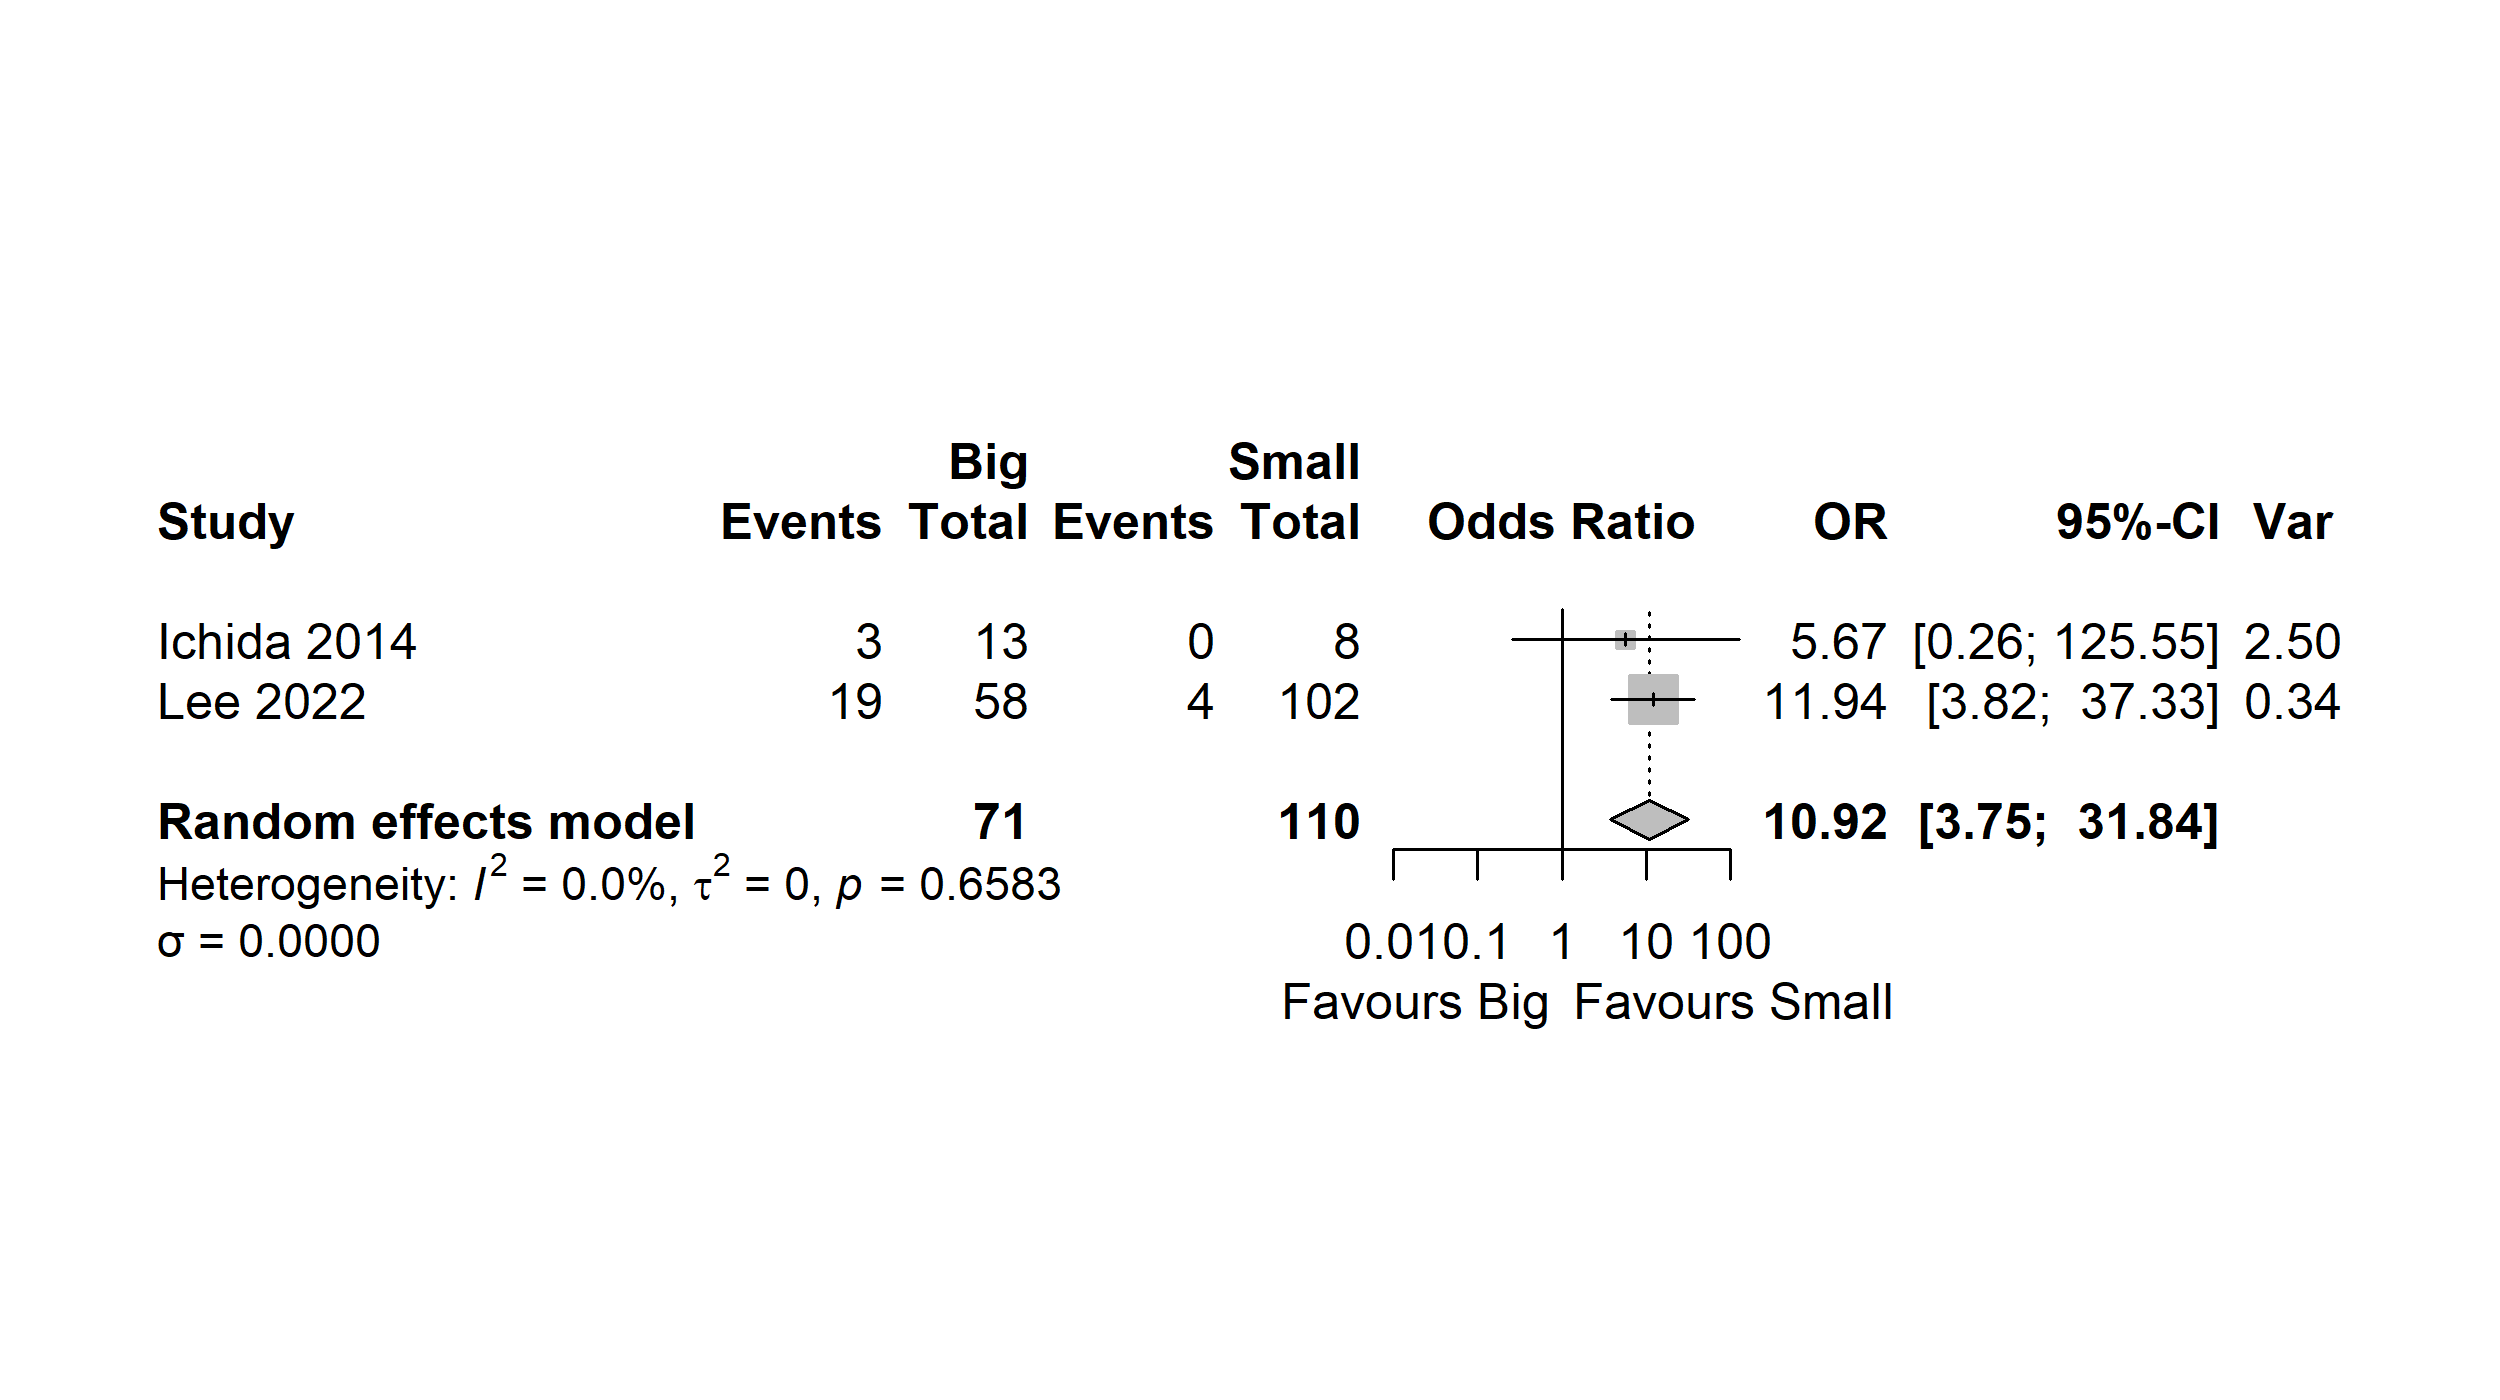 Big Small
Study Events Total Events Total Odds Ratio OR 95%-CI Var
Ichida 2014 3 13 0 8 5.67 [0.26; 125.55] 2.50
Lee 2022 19 58 4 102 11.94 [3.82; 37.33] 0.34
Random effects model 71 110 10.92 [3.75; 31.84]
Heterogeneity: I² = 0.0%, τ² = 0, p = 0.6583
σ = 0.0000
0.01 0.1 1 10 100
Favours Big Favours Small